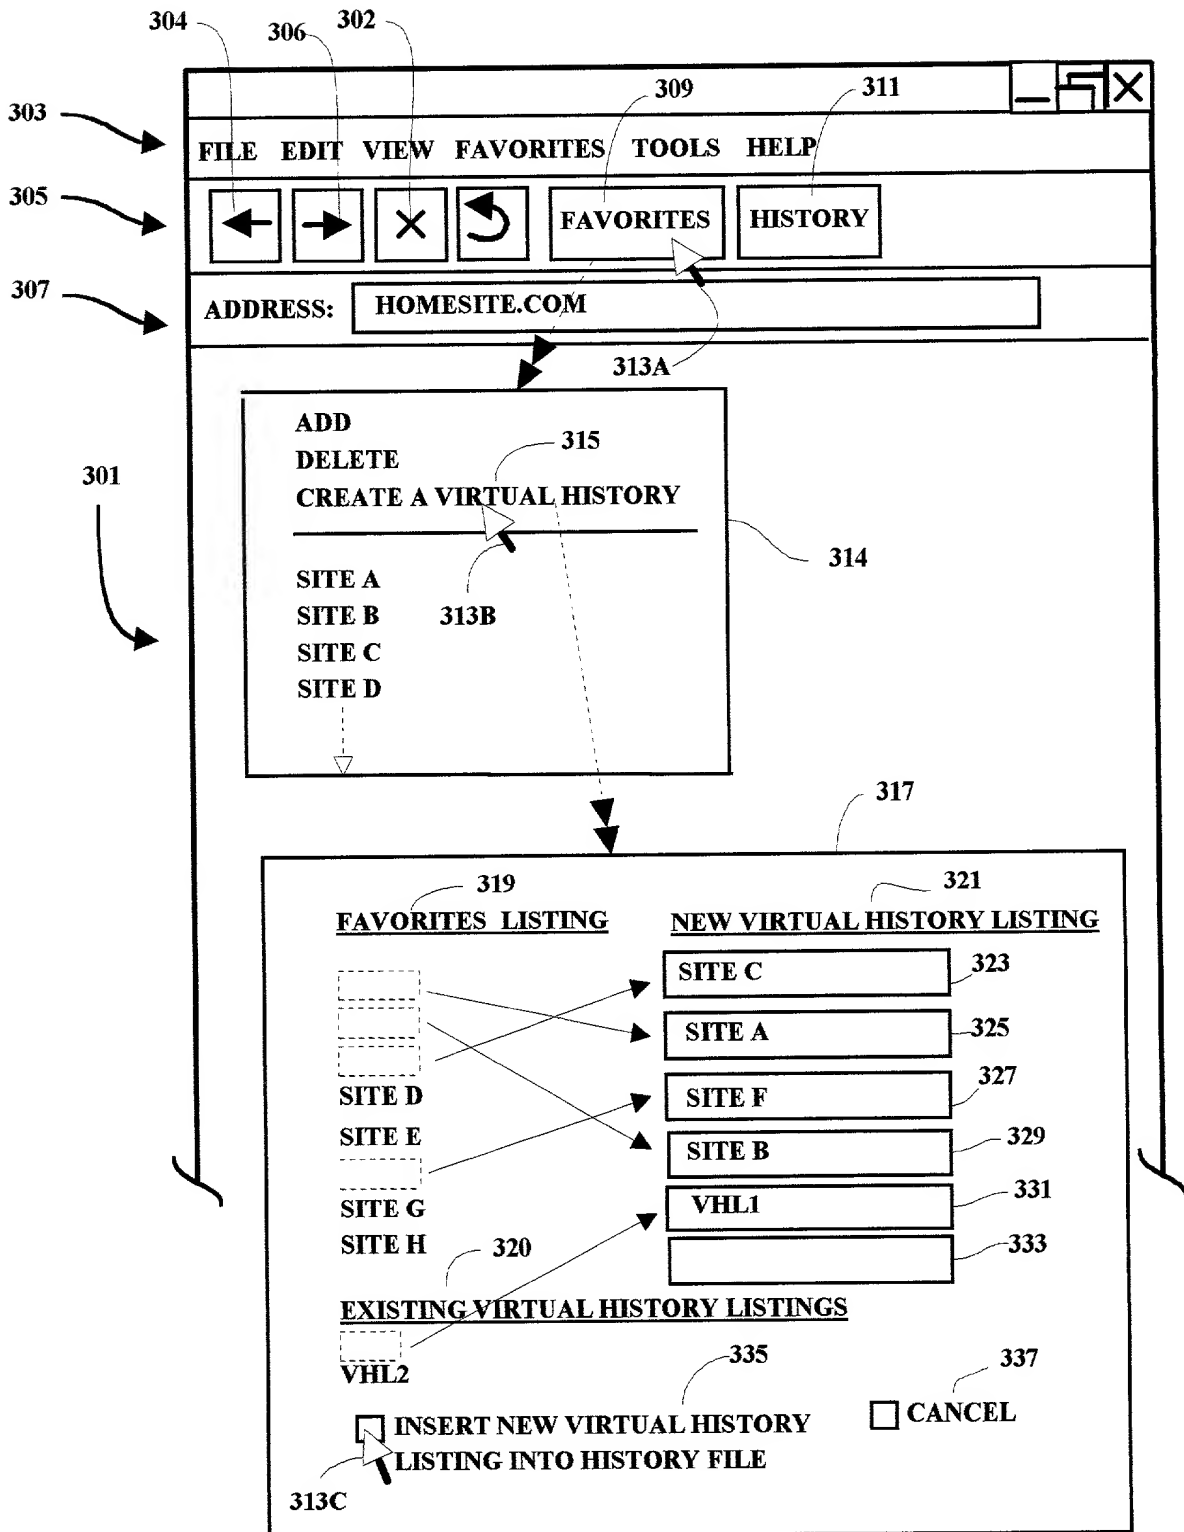 304
306
302
309
311
303
FILE EDIT VIEW FAVORITES TOOLS HELP
305
FAVORITES
HISTORY
307
ADDRESS: HOMESITE.COM
313A
ADD
DELETE
315
CREATE A VIRTUAL HISTORY
301
314
SITE A
SITE B
313B
SITE C
SITE D
317
319
321
FAVORITES LISTING
NEW VIRTUAL HISTORY LISTING
SITE C
323
SITE A
325
SITE D
SITE F
327
SITE E
SITE B
329
SITE G
VHL1
331
SITE H
320
333
EXISTING VIRTUAL HISTORY LISTINGS
VHL2
335
337
INSERT NEW VIRTUAL HISTORY
LISTING INTO HISTORY FILE
CANCEL
313C